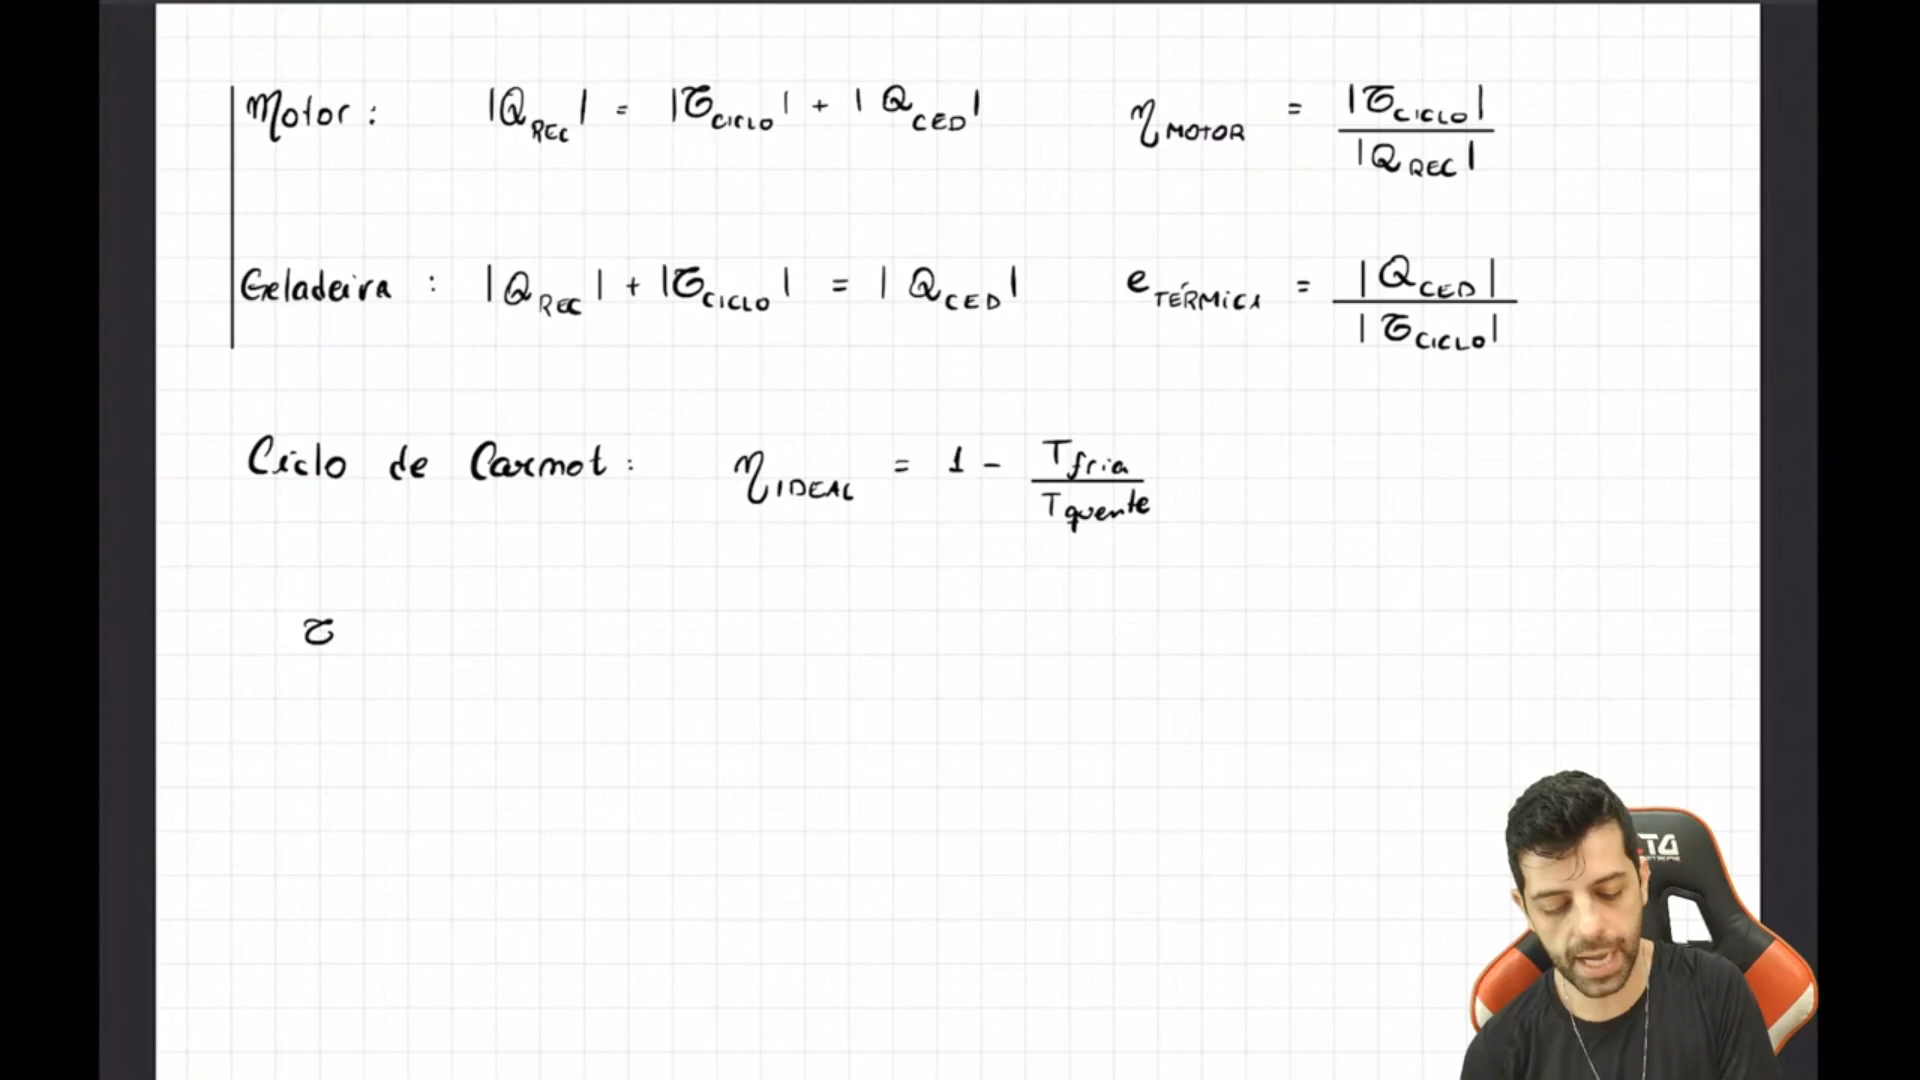 Motor : |Q_REC| = |𝜏_CICLO| + |Q_CED| η_MOTOR = |𝜏_CICLO| / |Q_REC|
Geladeira : |Q_REC| + |𝜏_CICLO| = |Q_CED| e_TÉRMICA = |Q_CED| / |𝜏_CICLO|
Ciclo de Carnot : η_IDEAL = 1 - T_fria / T_quente
𝜏